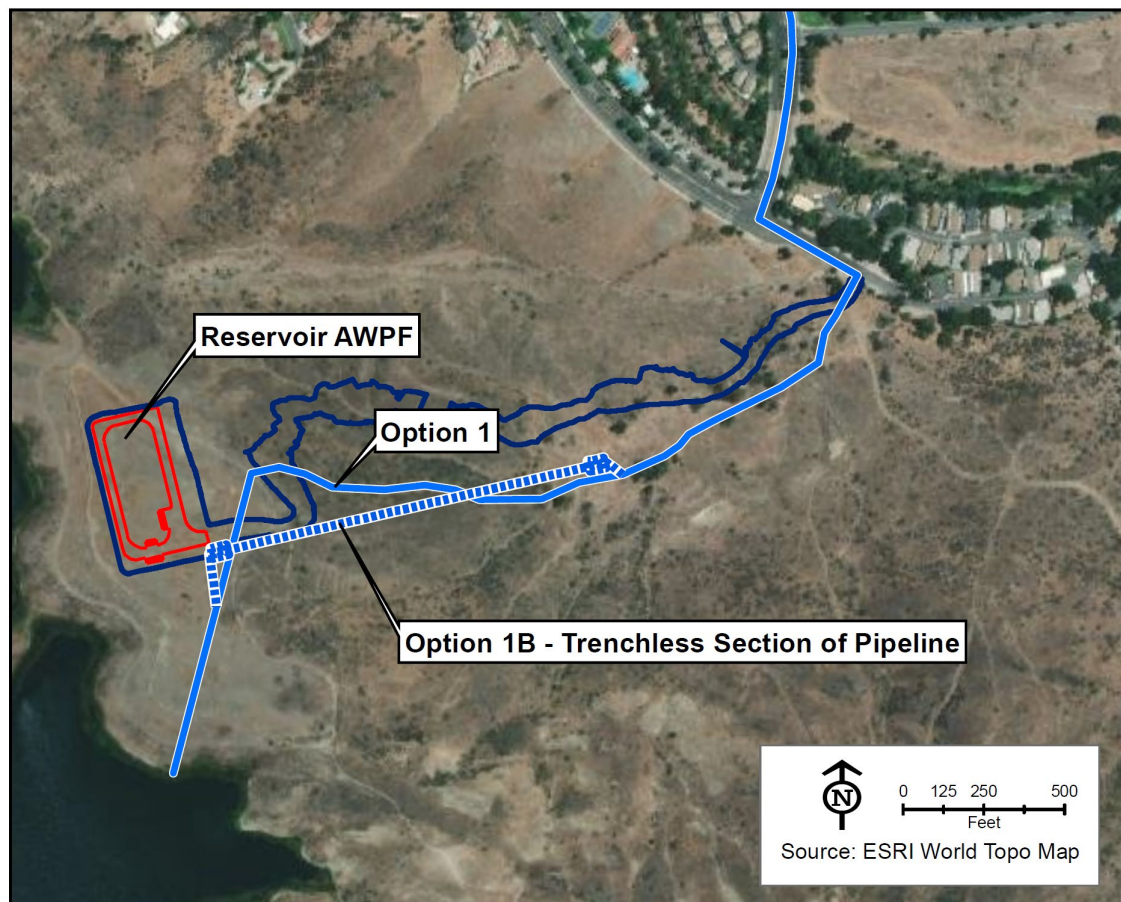 Reservoir AWPF
Option 1
Option 1B - Trenchless Section of Pipeline
N
0 125 250 500
Feet
Source: ESRI World Topo Map